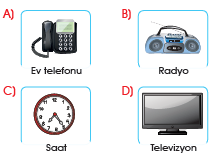 A)
Ev telefonu
B)
Radyo
C)
Saat
D)
Televizyon